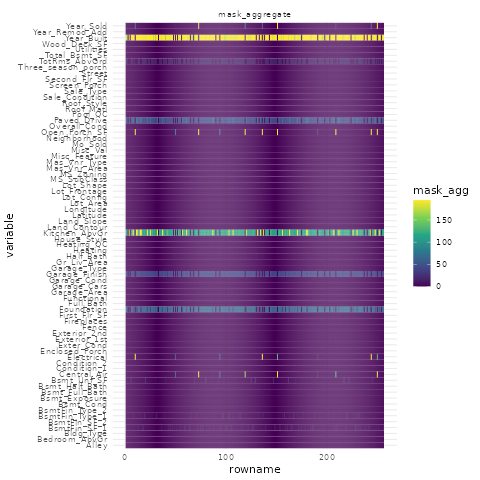 mask_aggregate
Year_Sold
Year_Remod_Add
Year_Built
Wood_Deck_SF
Utilities
Total_Bsmt_SF
TotRms_AbvGrd
Three_season_porch
Street
Second_Flr_SF
Screen_Porch
Sale_Type
Sale_Condition
Roof_Style
Roof_Matl
Pool_QC
Paved_Drive
Overall_Cond
Open_Porch_SF
Neighborhood
Mo_Sold
Misc_Val
Misc_Feature
Mas_Vnr_Type
Mas_Vnr_Area
MS_Zoning
MS_SubClass
Lot_Shape
Lot_Frontage
Lot_Config
Lot_Area
Longitude
Latitude
Land_Slope
Land_Contour
Kitchen_AbvGr
House_Style
Heating_QC
Heating
Half_Bath
Gr_Liv_Area
Garage_Type
Garage_Finish
Garage_Cond
Garage_Cars
Garage_Area
Functional
Full_Bath
Foundation
First_Flr_SF
Fireplaces
Fence
Exterior_2nd
Exterior_1st
Exter_Cond
Enclosed_Porch
Electrical
Condition_2
Condition_1
Central_Air
Bsmt_Unf_SF
Bsmt_Half_Bath
Bsmt_Full_Bath
Bsmt_Exposure
Bsmt_Cond
BsmtFin_Type_2
BsmtFin_Type_1
BsmtFin_SF_2
BsmtFin_SF_1
Bldg_Type
Bedroom_AbvGr
Alley
variable
0 100 200
rowname
mask_agg
150
100
50
0